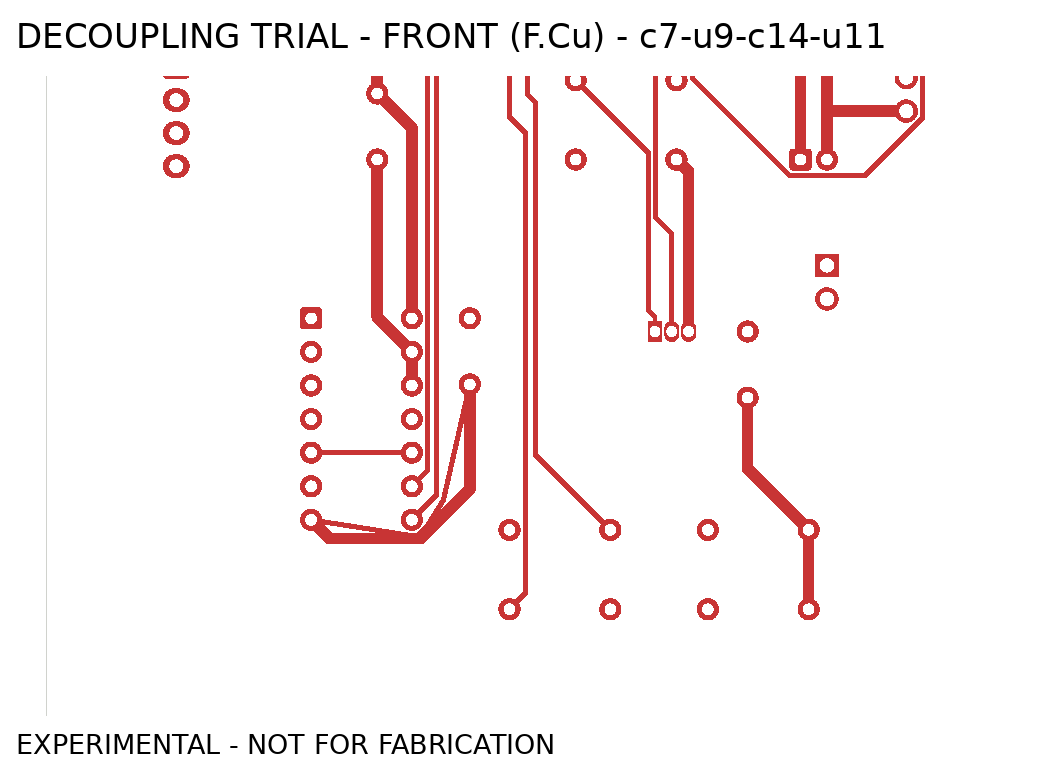 DECOUPLING TRIAL - FRONT (F.Cu) - c7-u9-c14-u11
EXPERIMENTAL - NOT FOR FABRICATION